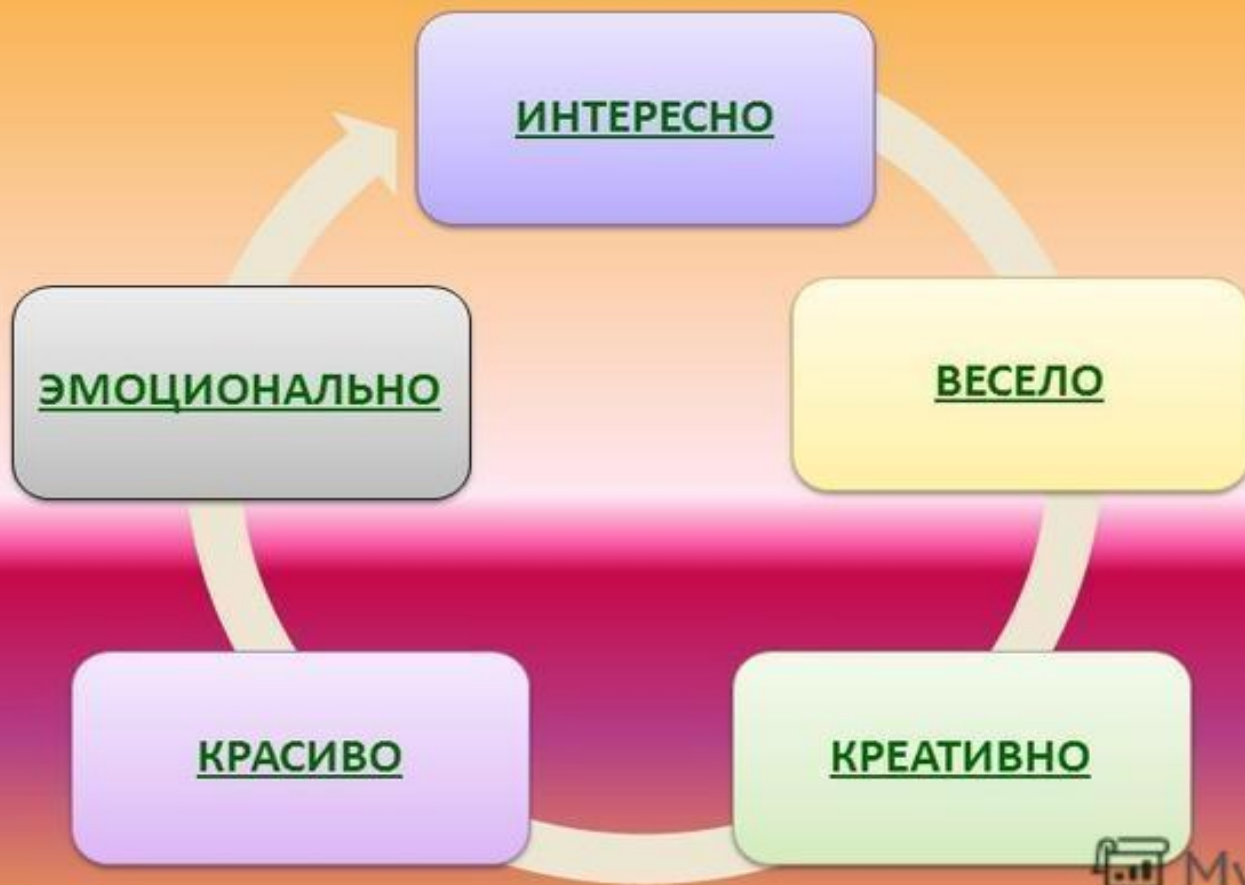 ИНТЕРЕСНО
ВЕСЕЛО
КРЕАТИВНО
КРАСИВО
ЭМОЦИОНАЛЬНО